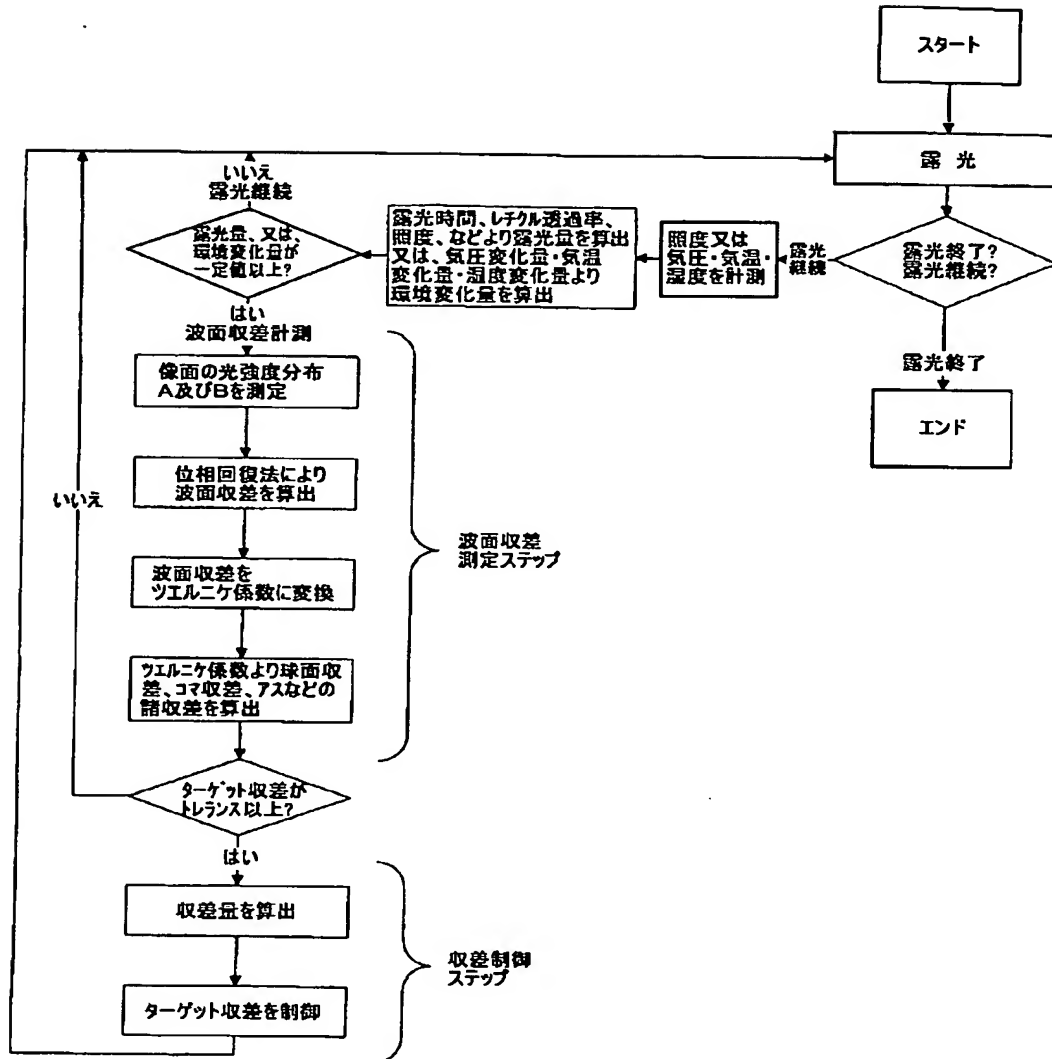 スタート
露 光
露光終了?
露光継続?
露光
継続
照度又は
気圧・気温・
湿度を計測
露光時間、レチクル透過率、
照度、などより露光量を算出
又は、気圧変化量・気温
変化量・湿度変化量より
環境変化量を算出
露光量、又は、
環境変化量が
一定値以上?
いいえ
露光継続
露光終了
エンド
はい
波面収差計測
像面の光強度分布
A及びBを測定
位相回復法により
波面収差を算出
波面収差を
ツエルニケ係数に変換
ツエルニケ係数より球面収
差、コマ収差、アスなどの
諸収差を算出
波面収差
測定ステップ
ターゲット収差が
トレランス以上?
いいえ
はい
収差量を算出
ターゲット収差を制御
収差制御
ステップ